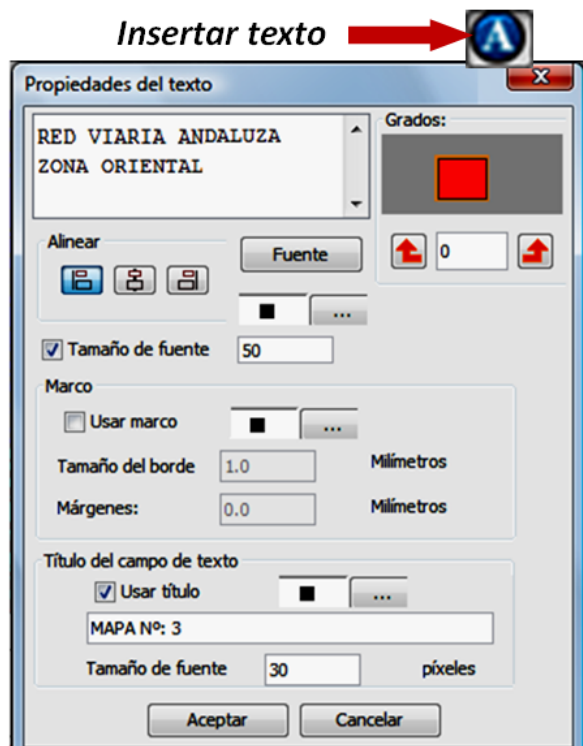 Insertar texto
A
Propiedades del texto
RED VIARIA ANDALUZA
ZONA ORIENTAL
Grados:
0
Alinear
Fuente
...
Tamaño de fuente 50
Marco
Usar marco ...
Tamaño del borde 1.0 Milímetros
Márgenes: 0.0 Milímetros
Título del campo de texto
Usar título ...
MAPA Nº: 3
Tamaño de fuente 30 píxeles
Aceptar Cancelar